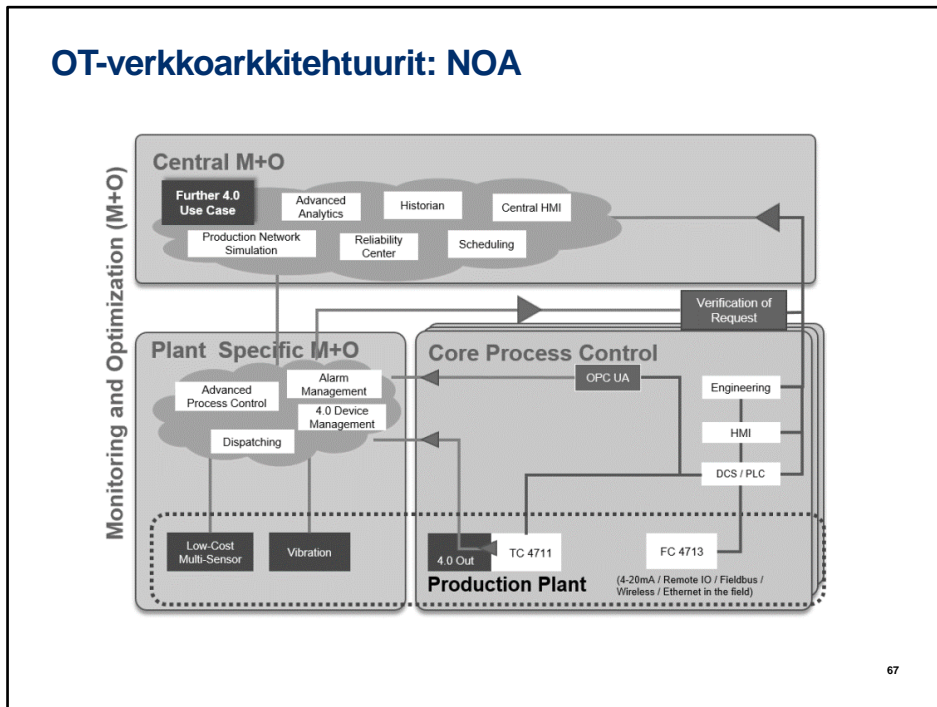 OT-verkkoarkkitehtuurit: NOA
Monitoring and Optimization (M+O)
Central M+O
Further 4.0
Use Case
Advanced
Analytics
Historian
Central HMI
Production Network
Simulation
Reliability
Center
Scheduling
Verification of
Request
Plant Specific M+O
Alarm
Management
Advanced
Process Control
4.0 Device
Management
Dispatching
Low-Cost
Multi-Sensor
Vibration
Core Process Control
OPC UA
Engineering
HMI
DCS / PLC
4.0 Out
TC 4711
FC 4713
Production Plant
(4-20mA / Remote IO / Fieldbus /
Wireless / Ethernet in the field)
67